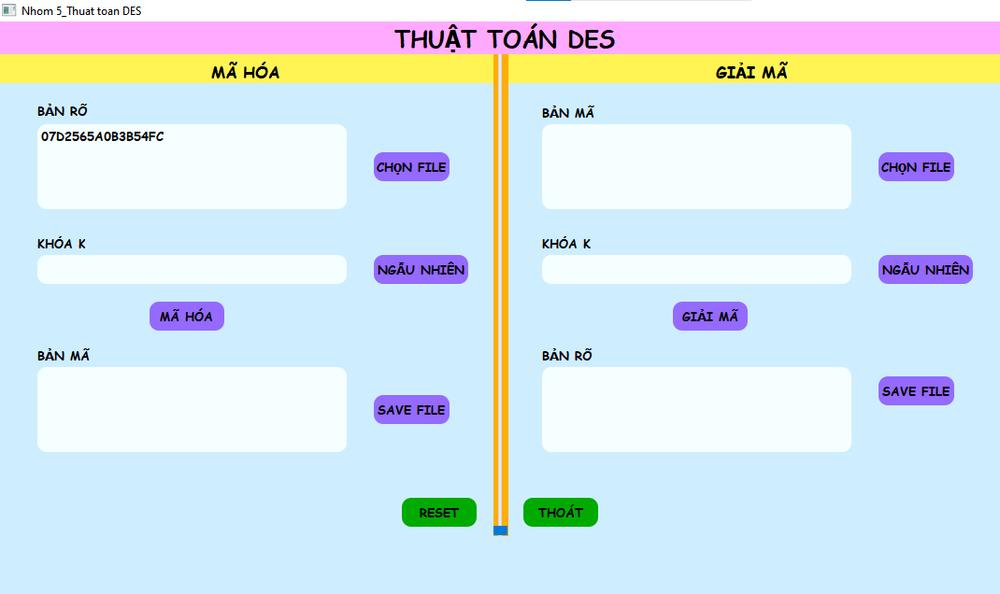 Nhom 5_Thuat toan DES
THUẬT TOÁN DES
MÃ HÓA
GIẢI MÃ
BẢN RÕ
07D2565A0B3B54FC
CHỌN FILE
KHÓA K
NGẪU NHIÊN
MÃ HÓA
BẢN MÃ
SAVE FILE
BẢN MÃ
CHỌN FILE
KHÓA K
NGẪU NHIÊN
GIẢI MÃ
BẢN RÕ
SAVE FILE
RESET
THOÁT